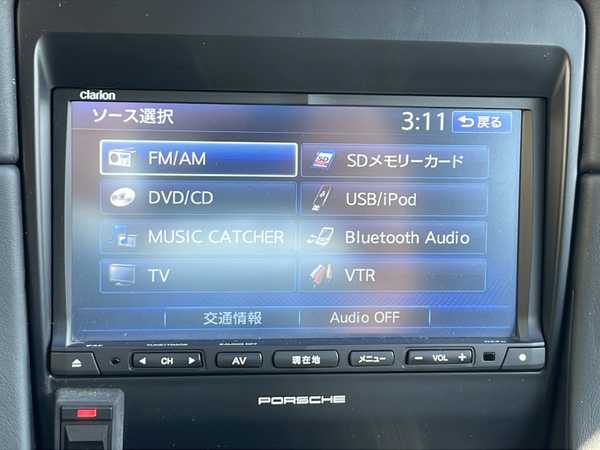 Clarion
ソース選択 3:11 戻る
FM/AM SDメモリーカード
DVD/CD USB/iPod
MUSIC CATCHER Bluetooth Audio
TV VTR
交通情報 Audio OFF
CH AV 現在地 メニュー − VOL +
PORSCHE